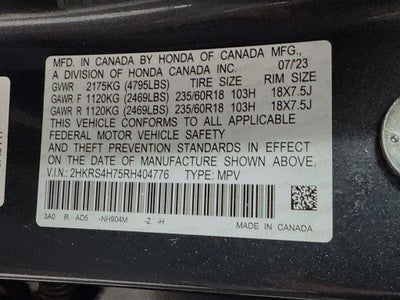 MFD. IN CANADA BY HONDA OF CANADA MFG.,
A DIVISION OF HONDA CANADA INC. 07/23
GVWR 2175KG (4795LBS) TIRE SIZE RIM SIZE
GAWR F 1120KG (2469LBS) 235/60R18 103H 18X7.5J
GAWR R 1120KG (2469LBS) 235/60R18 103H 18X7.5J
THIS VEHICLE CONFORMS TO ALL APPLICABLE
FEDERAL MOTOR VEHICLE SAFETY
AND THEFT PREVENTION STANDARDS IN EFFECT
ON THE DATE OF MANUFACTURE SHOWN ABOVE.
V.I.N.: 2HKRS4H75RH404776 TYPE: MPV
3A0 R AD5 -NH904M -Z -H
MADE IN CANADA